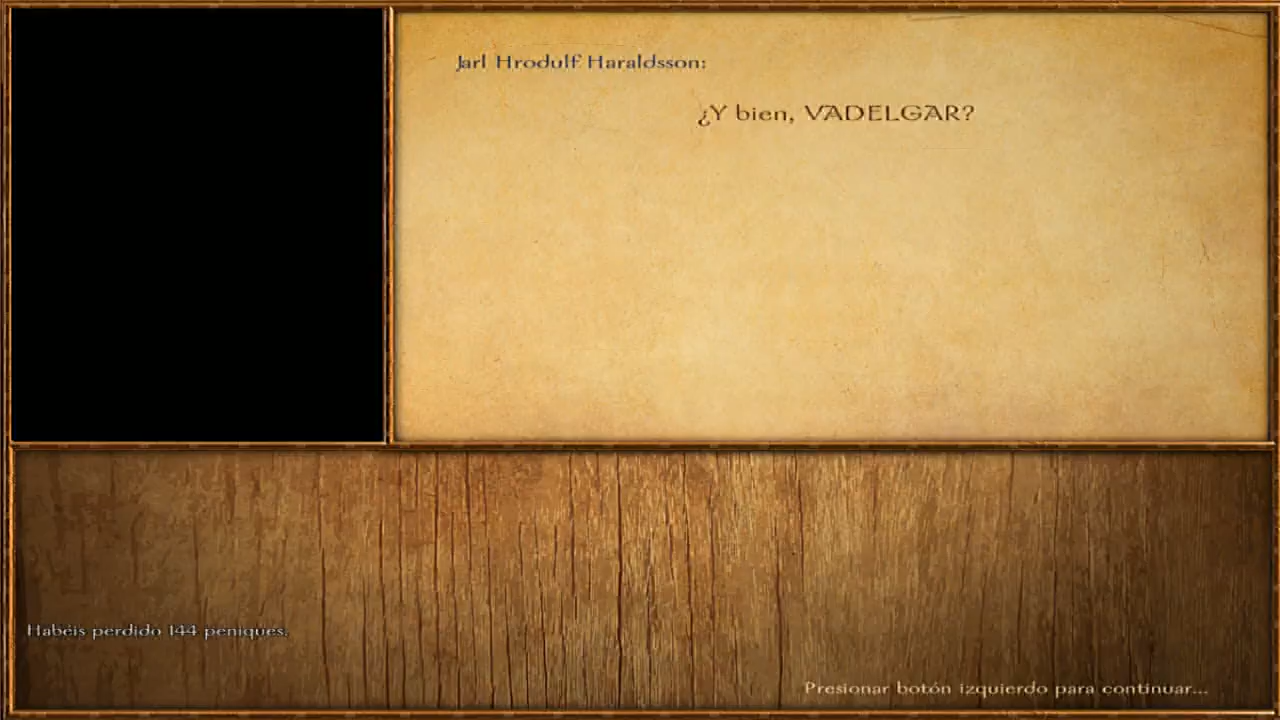 Jarl Hrodulf Haraldsson:
¿Y bien, VADELGAR?
Habéis perdido 144 peniques.
Presionar botón izquierdo para continuar...